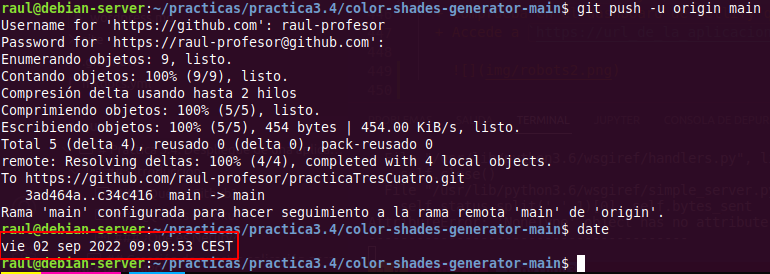 raul@debian-server:~/practicas/practica3.4/color-shades-generator-main$ git push -u origin main
Username for 'https://github.com': raul-profesor
Password for 'https://raul-profesor@github.com':
Enumerando objetos: 9, listo.
Contando objetos: 100% (9/9), listo.
Compresión delta usando hasta 2 hilos
Comprimiendo objetos: 100% (5/5), listo.
Escribiendo objetos: 100% (5/5), 454 bytes | 454.00 KiB/s, listo.
Total 5 (delta 4), reusado 0 (delta 0), pack-reusado 0
remote: Resolving deltas: 100% (4/4), completed with 4 local objects.
To https://github.com/raul-profesor/practicaTresCuatro.git
3ad464a..c34c416  main -> main
Rama 'main' configurada para hacer seguimiento a la rama remota 'main' de 'origin'.
raul@debian-server:~/practicas/practica3.4/color-shades-generator-main$ date
vie 02 sep 2022 09:09:53 CEST
raul@debian-server:~/practicas/practica3.4/color-shades-generator-main$